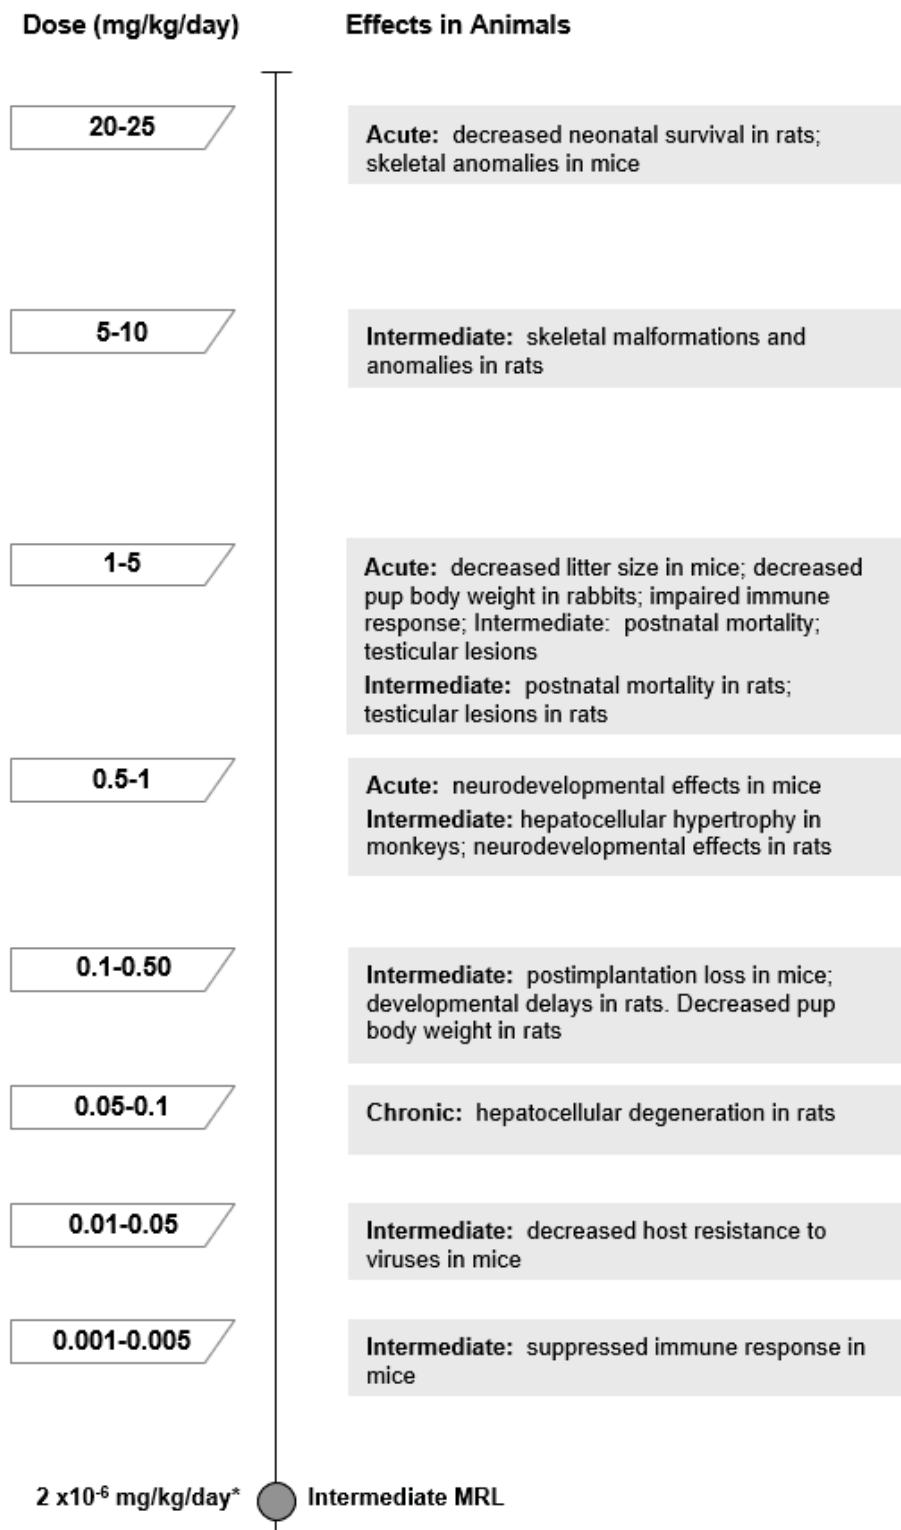 Dose (mg/kg/day) Effects in Animals
20-25
Acute: decreased neonatal survival in rats;
skeletal anomalies in mice
5-10
Intermediate: skeletal malformations and
anomalies in rats
1-5
Acute: decreased litter size in mice; decreased
pup body weight in rabbits; impaired immune
response; Intermediate: postnatal mortality;
testicular lesions
Intermediate: postnatal mortality in rats;
testicular lesions in rats
0.5-1
Acute: neurodevelopmental effects in mice
Intermediate: hepatocellular hypertrophy in
monkeys; neurodevelopmental effects in rats
0.1-0.50
Intermediate: postimplantation loss in mice;
developmental delays in rats. Decreased pup
body weight in rats
0.05-0.1
Chronic: hepatocellular degeneration in rats
0.01-0.05
Intermediate: decreased host resistance to
viruses in mice
0.001-0.005
Intermediate: suppressed immune response in
mice
2 x10⁻⁶ mg/kg/day* Intermediate MRL